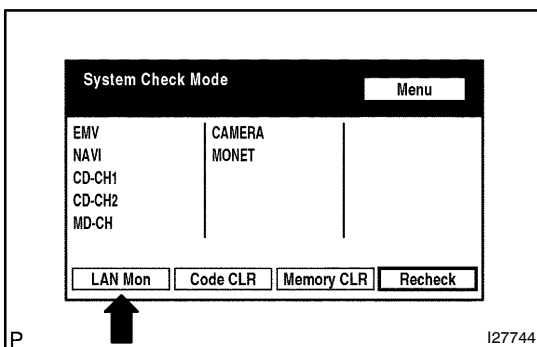 System Check Mode
Menu
EMV
NAVI
CD-CH1
CD-CH2
MD-CH
CAMERA
MONET
LAN Mon
Code CLR
Memory CLR
Recheck
P
I27744